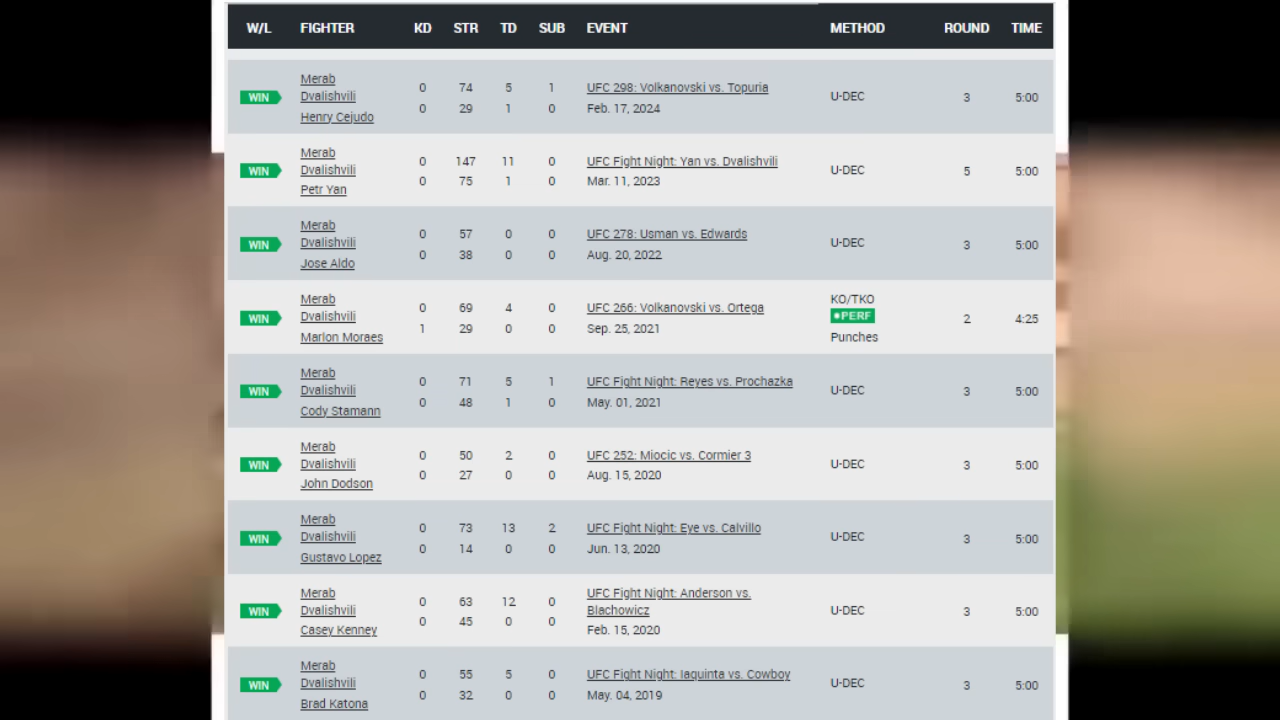 W/L FIGHTER KD STR TD SUB EVENT METHOD ROUND TIME
WIN Merab Dvalishvili 0 74 5 1 UFC 298: Volkanovski vs. Topuria U-DEC 3 5:00
Henry Cejudo 0 29 1 0 Feb. 17, 2024
WIN Merab Dvalishvili 0 147 11 0 UFC Fight Night: Yan vs. Dvalishvili U-DEC 5 5:00
Petr Yan 0 75 1 0 Mar. 11, 2023
WIN Merab Dvalishvili 0 57 0 0 UFC 278: Usman vs. Edwards U-DEC 3 5:00
Jose Aldo 0 38 0 0 Aug. 20, 2022
WIN Merab Dvalishvili 0 69 4 0 UFC 266: Volkanovski vs. Ortega KO/TKO PERF 2 4:25
Marlon Moraes 1 29 0 0 Sep. 25, 2021 Punches
WIN Merab Dvalishvili 0 71 5 1 UFC Fight Night: Reyes vs. Prochazka U-DEC 3 5:00
Cody Stamann 0 48 1 0 May. 01, 2021
WIN Merab Dvalishvili 0 50 2 0 UFC 252: Miocic vs. Cormier 3 U-DEC 3 5:00
John Dodson 0 27 0 0 Aug. 15, 2020
WIN Merab Dvalishvili 0 73 13 2 UFC Fight Night: Eye vs. Calvillo U-DEC 3 5:00
Gustavo Lopez 0 14 0 0 Jun. 13, 2020
WIN Merab Dvalishvili 0 63 12 0 UFC Fight Night: Anderson vs. Blachowicz U-DEC 3 5:00
Casey Kenney 0 45 0 0 Feb. 15, 2020
WIN Merab Dvalishvili 0 55 5 0 UFC Fight Night: Iaquinta vs. Cowboy U-DEC 3 5:00
Brad Katona 0 32 0 0 May. 04, 2019